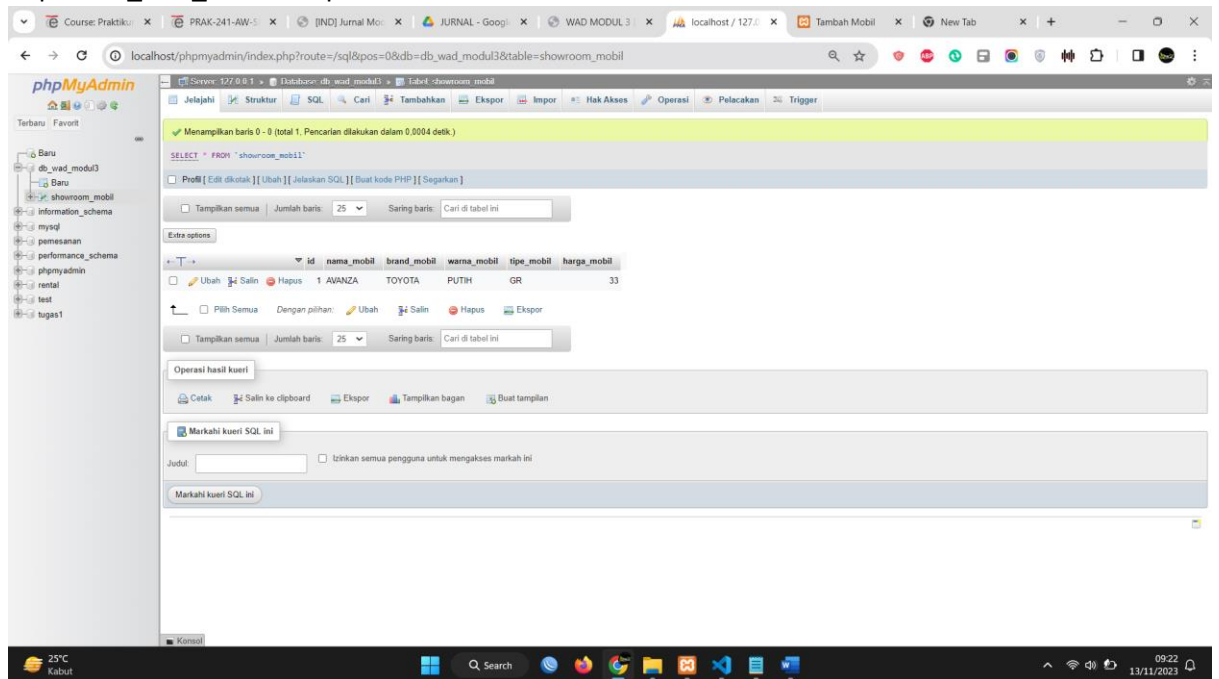 Course: Praktikun
PRAK-241-AW-S
[IND] Jurnal Moc
JURNAL - Googl
WAD MODUL 3
localhost / 127.0
Tambah Mobil
New Tab
localhost/phpmyadmin/index.php?route=/sql&pos=0&db=db_wad_modul3&table=showroom_mobil
phpMyAdmin
Terbaru Favorit
Baru
db_wad_modul3
Baru
showroom_mobil
information_schema
mysql
pemesanan
performance_schema
phpmyadmin
rental
test
tugas1
Server: 127.0.0.1 » Database: db_wad_modul3 » Tabel: showroom_mobil
Jelajahi Struktur SQL Cari Tambahkan Ekspor Impor Hak Akses Operasi Pelacakan Trigger
Menampilkan baris 0 - 0 (total 1, Pencarian dilakukan dalam 0,0004 detik.)
SELECT * FROM `showroom_mobil`
Profil [ Edit dikotak ] [ Ubah ] [ Jelaskan SQL ] [ Buat kode PHP ] [ Segarkan ]
Tampilkan semua | Jumlah baris: 25 Saring baris: Cari di tabel ini
Extra options
id nama_mobil brand_mobil warna_mobil tipe_mobil harga_mobil
Ubah Salin Hapus 1 AVANZA TOYOTA PUTIH GR 33
Pilih Semua Dengan pilihan: Ubah Salin Hapus Ekspor
Tampilkan semua | Jumlah baris: 25 Saring baris: Cari di tabel ini
Operasi hasil kueri
Cetak Salin ke clipboard Ekspor Tampilkan bagan Buat tampilan
Markahi kueri SQL ini
Judul: Izinkan semua pengguna untuk mengakses markah ini
Markahi kueri SQL ini
Konsol
25°C
Kabut
Search
09:22
13/11/2023